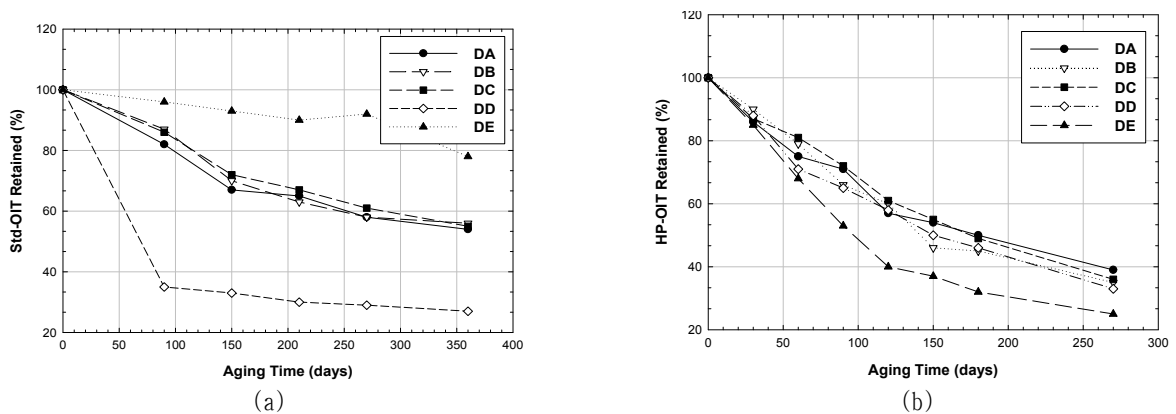 120
100
80
60
40
20
Std-OIT Retained (%)
DA
DB
DC
DD
DE
0 50 100 150 200 250 300 350 400
Aging Time (days)
(a)
120
100
80
60
40
20
HP-OIT Retained (%)
DA
DB
DC
DD
DE
0 50 100 150 200 250 300
Aging Time (days)
(b)